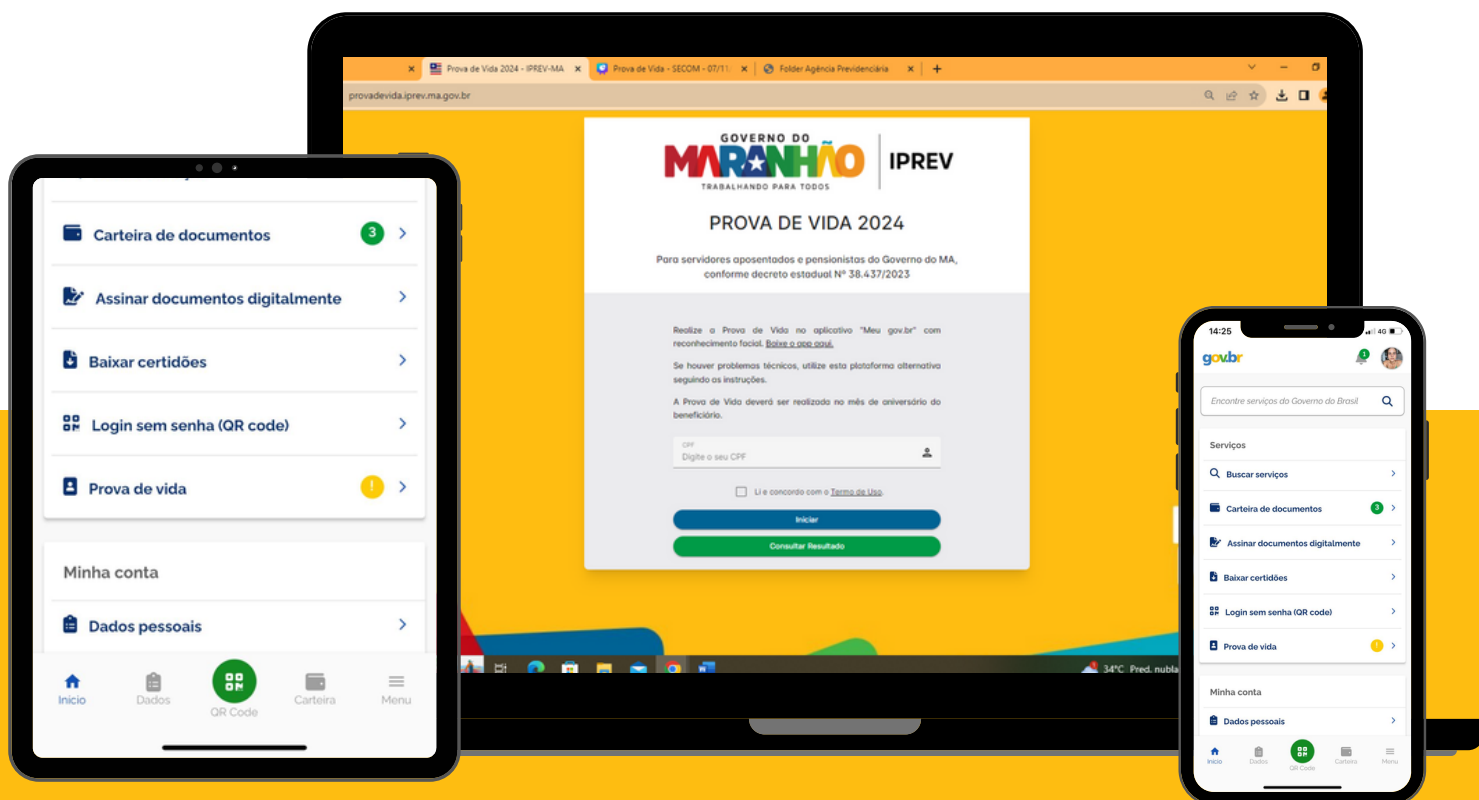 Carteira de documentos 3
Assinar documentos digitalmente
Baixar certidões
Login sem senha (QR code)
Prova de vida !
Minha conta
Dados pessoais
Início Dados QR Code Carteira Menu
Prova de Vida 2024 - IPREV-MA Prova de Vida - SECOM - 07/11 Folder Agência Previdenciária
provadevida.iprev.ma.gov.br
GOVERNO DO
MARANHÃO
TRABALHANDO PARA TODOS
IPREV
PROVA DE VIDA 2024
Para servidores aposentados e pensionistas do Governo do MA,
conforme decreto estadual Nº 38.437/2023
Realize a Prova de Vida no aplicativo "Meu gov.br" com
reconhecimento facial. Baixe o app aqui.
Se houver problemas técnicos, utilize esta plataforma alternativa
seguindo as instruções.
A Prova de Vida deverá ser realizada no mês de aniversário do
beneficiário.
CPF
Digite o seu CPF
Li e concordo com o Termo de Uso.
Iniciar
Consultar Resultado
34°C Pred. nubla
14:25 4G
gov.br 1
Encontre serviços do Governo do Brasil
Serviços
Buscar serviços
Carteira de documentos 3
Assinar documentos digitalmente
Baixar certidões
Login sem senha (QR code)
Prova de vida !
Minha conta
Dados pessoais
Início Dados QR Code Carteira Menu